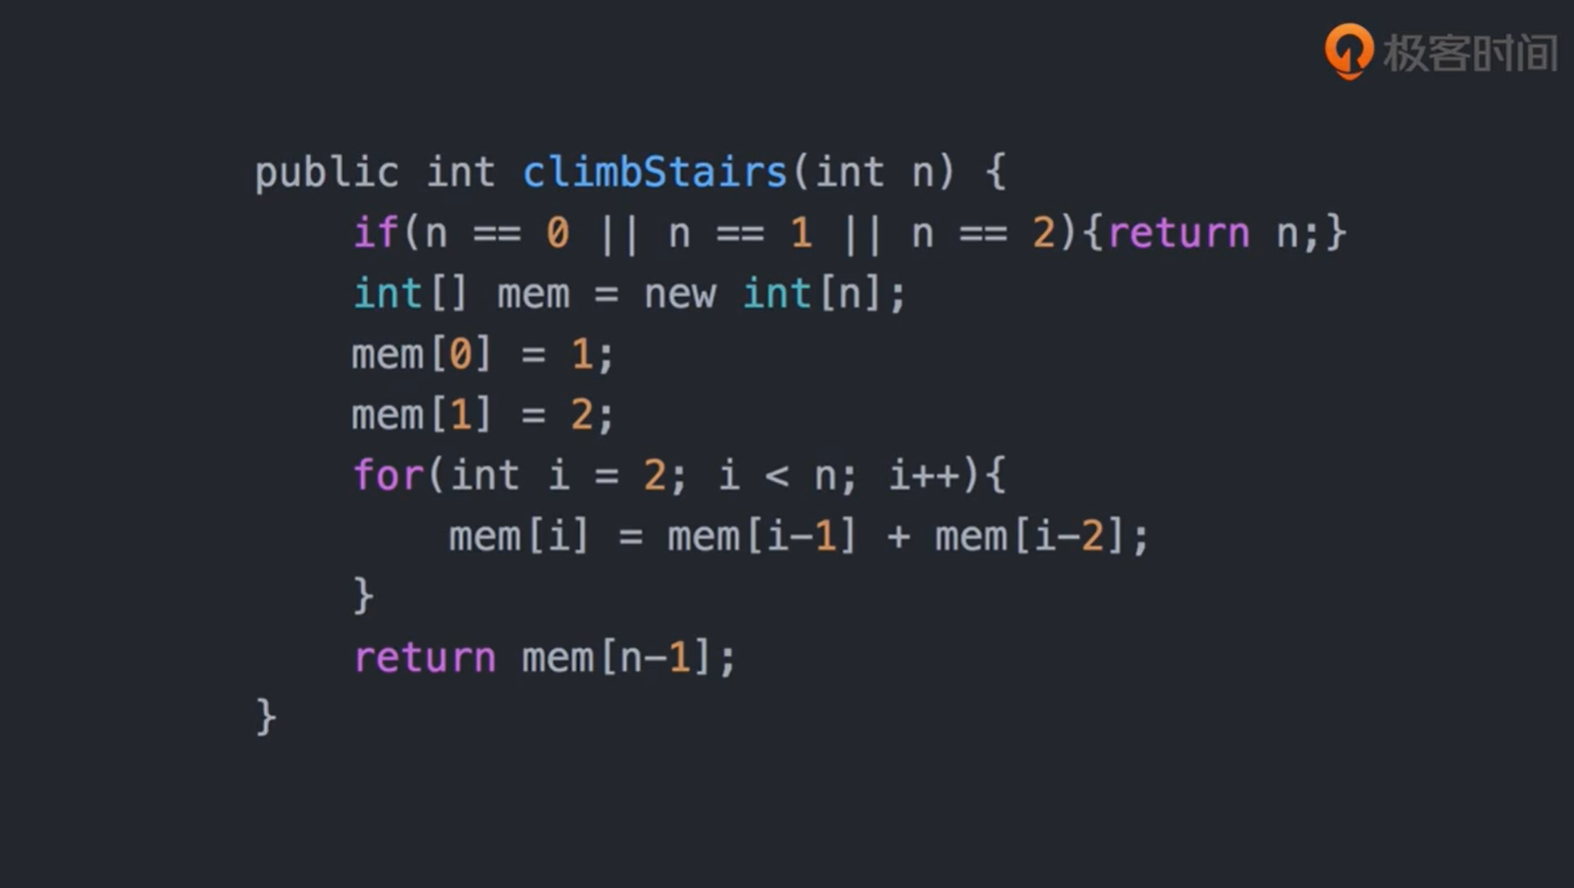 极客时间
public int climbStairs(int n) {
    if(n == 0 || n == 1 || n == 2){return n;}
    int[] mem = new int[n];
    mem[0] = 1;
    mem[1] = 2;
    for(int i = 2; i < n; i++){
        mem[i] = mem[i-1] + mem[i-2];
    }
    return mem[n-1];
}